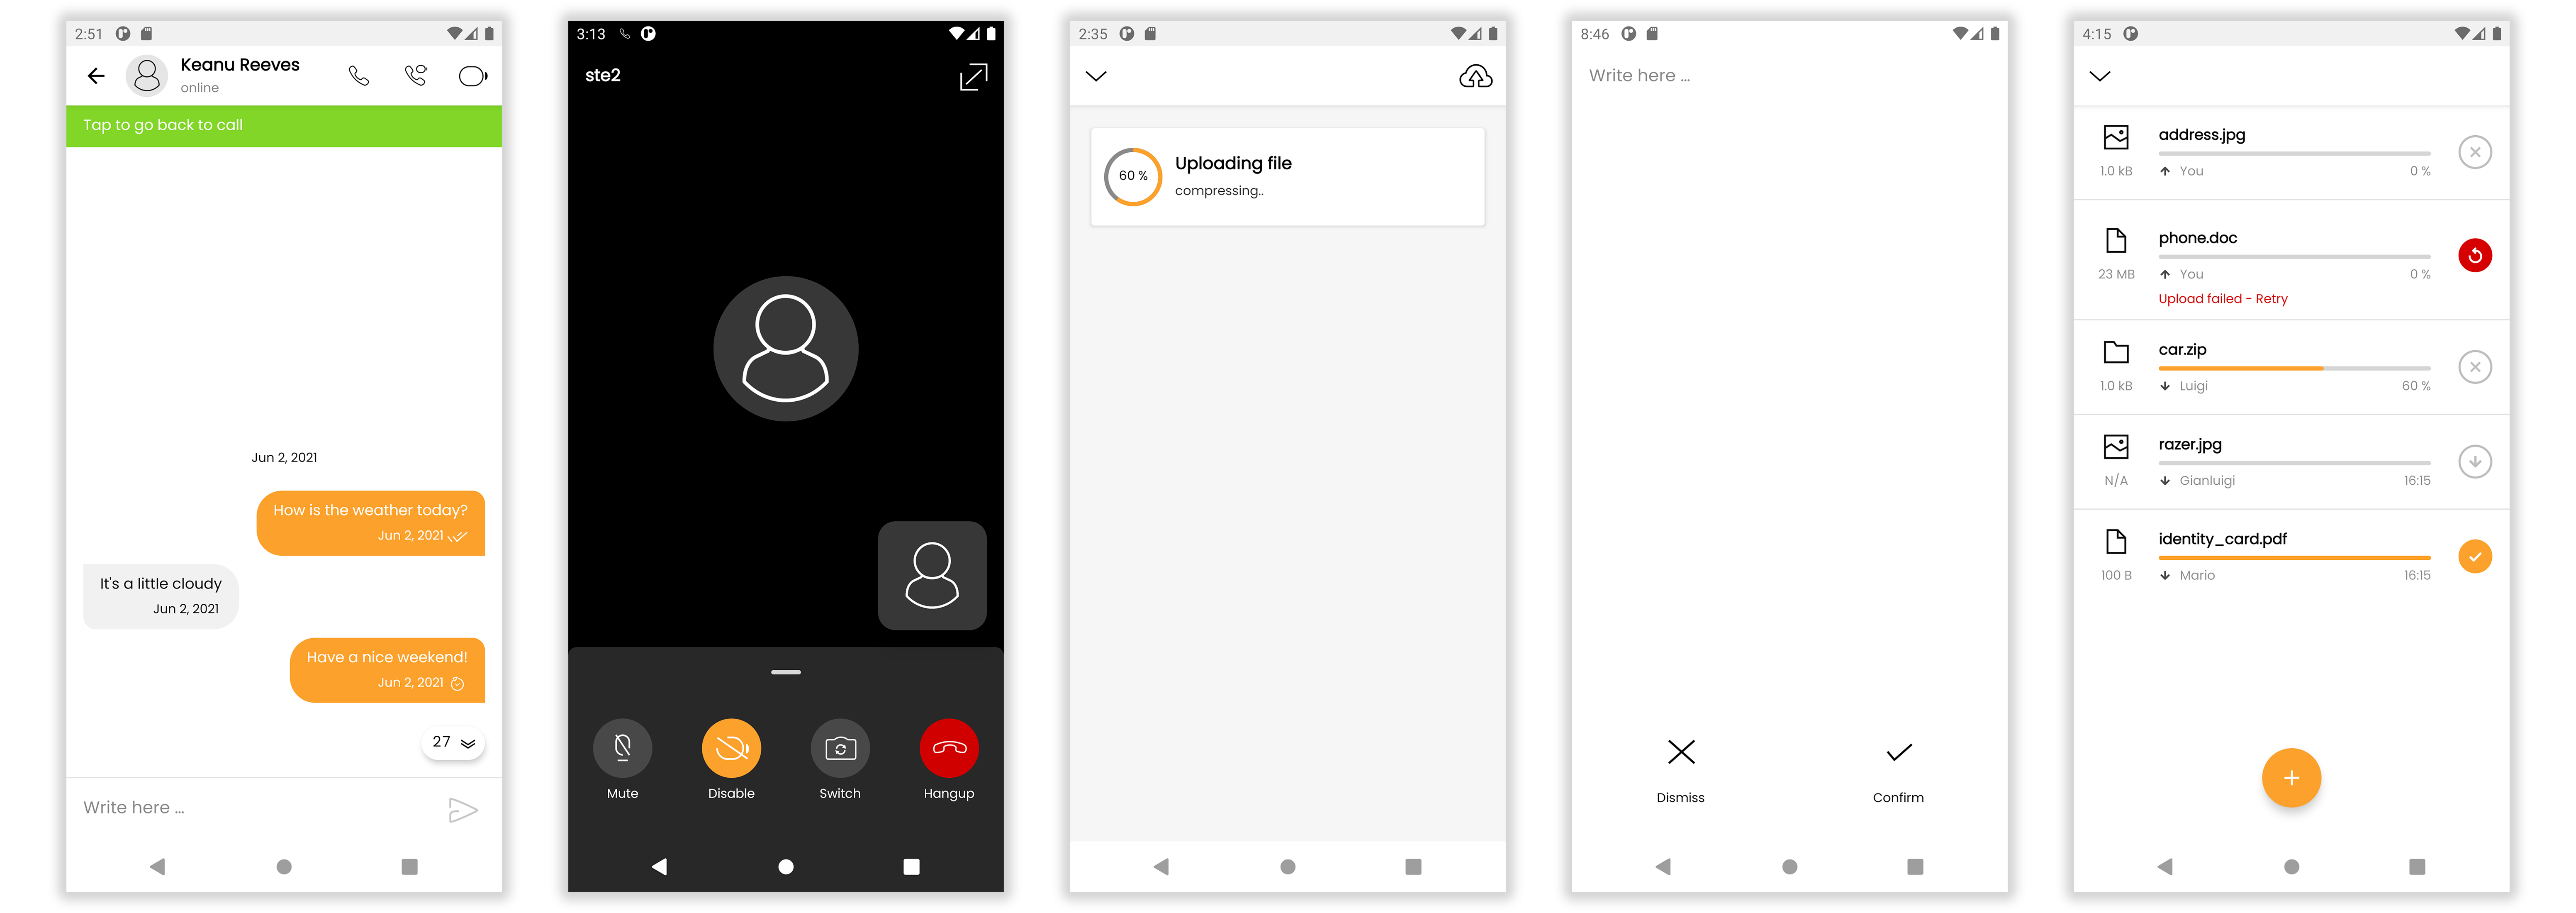 2:51
Keanu Reeves
online
Tap to go back to call
Jun 2, 2021
How is the weather today?
Jun 2, 2021
It's a little cloudy
Jun 2, 2021
Have a nice weekend!
Jun 2, 2021
27
Write here ...
3:13
ste2
Mute
Disable
Switch
Hangup
2:35
60 %
Uploading file
compressing..
8:46
Write here ...
Dismiss
Confirm
4:15
address.jpg
1.0 kB
You
0 %
phone.doc
23 MB
You
0 %
Upload failed - Retry
car.zip
1.0 kB
Luigi
60 %
razer.jpg
N/A
Gianluigi
16:15
identity_card.pdf
100 B
Mario
16:15